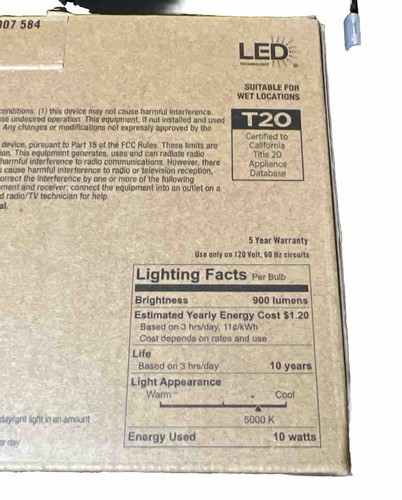 007 584
LED
TECHNOLOGY
®
SUITABLE FOR
WET LOCATIONS
T20
Certified to
California
Title 20
Appliance
Database
conditions: (1) this device may not cause harmful interference,
use undesired operation. This equipment, if not installed and used
Any changes or modifications not expressly approved by the
device, pursuant to Part 15 of the FCC Rules. These limits are
ion. This equipment generates, uses and can radiate radio
harmful interference to radio communications. However, there
cause harmful interference to radio or television reception,
orrect the interference by one or more of the following
ment and receiver; connect the equipment into an outlet on a
d radio/TV technician for help.
al.
5 Year Warranty
Use only on 120 Volt, 60 Hz circuits
Lighting Facts Per Bulb
Brightness 900 lumens
Estimated Yearly Energy Cost $1.20
Based on 3 hrs/day, 11¢/kWh
Cost depends on rates and use
Life
Based on 3 hrs/day 10 years
Light Appearance
Warm Cool
5000 K
Energy Used 10 watts
daylight light in an amount
er day